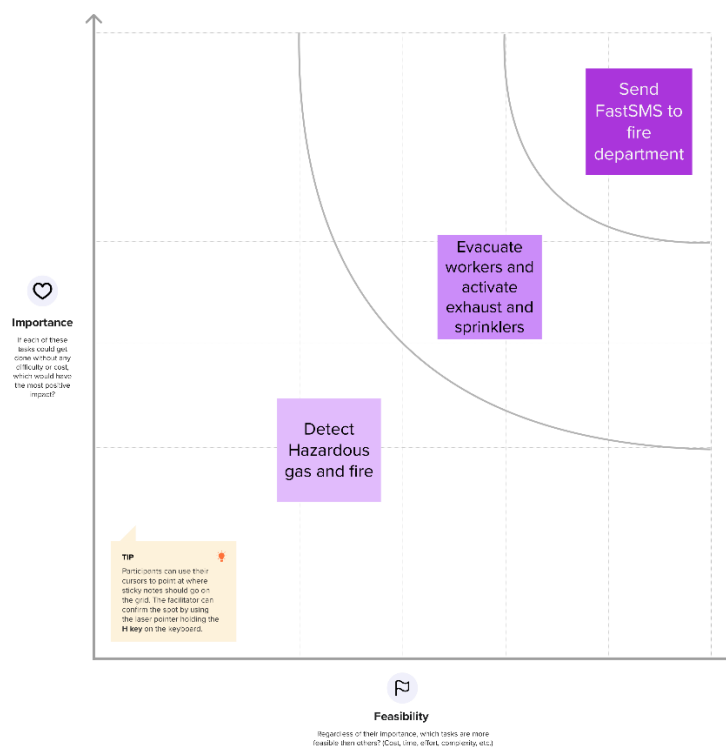 Send
FastSMS to
fire
department
Evacuate
workers and
activate
exhaust and
sprinklers
Importance
If each of these
tasks could get
done without any
difficulty or cost,
which would have
the most positive
impact?
Detect
Hazardous
gas and fire
TIP
Participants can use their
cursors to point at where
sticky notes should go on
the grid. The facilitator can
confirm the spot by using
the laser pointer holding the
H key on the keyboard.
Feasibility
Regardless of their importance, which tasks are more
feasible than others? (Cost, time, effort, complexity, etc.)